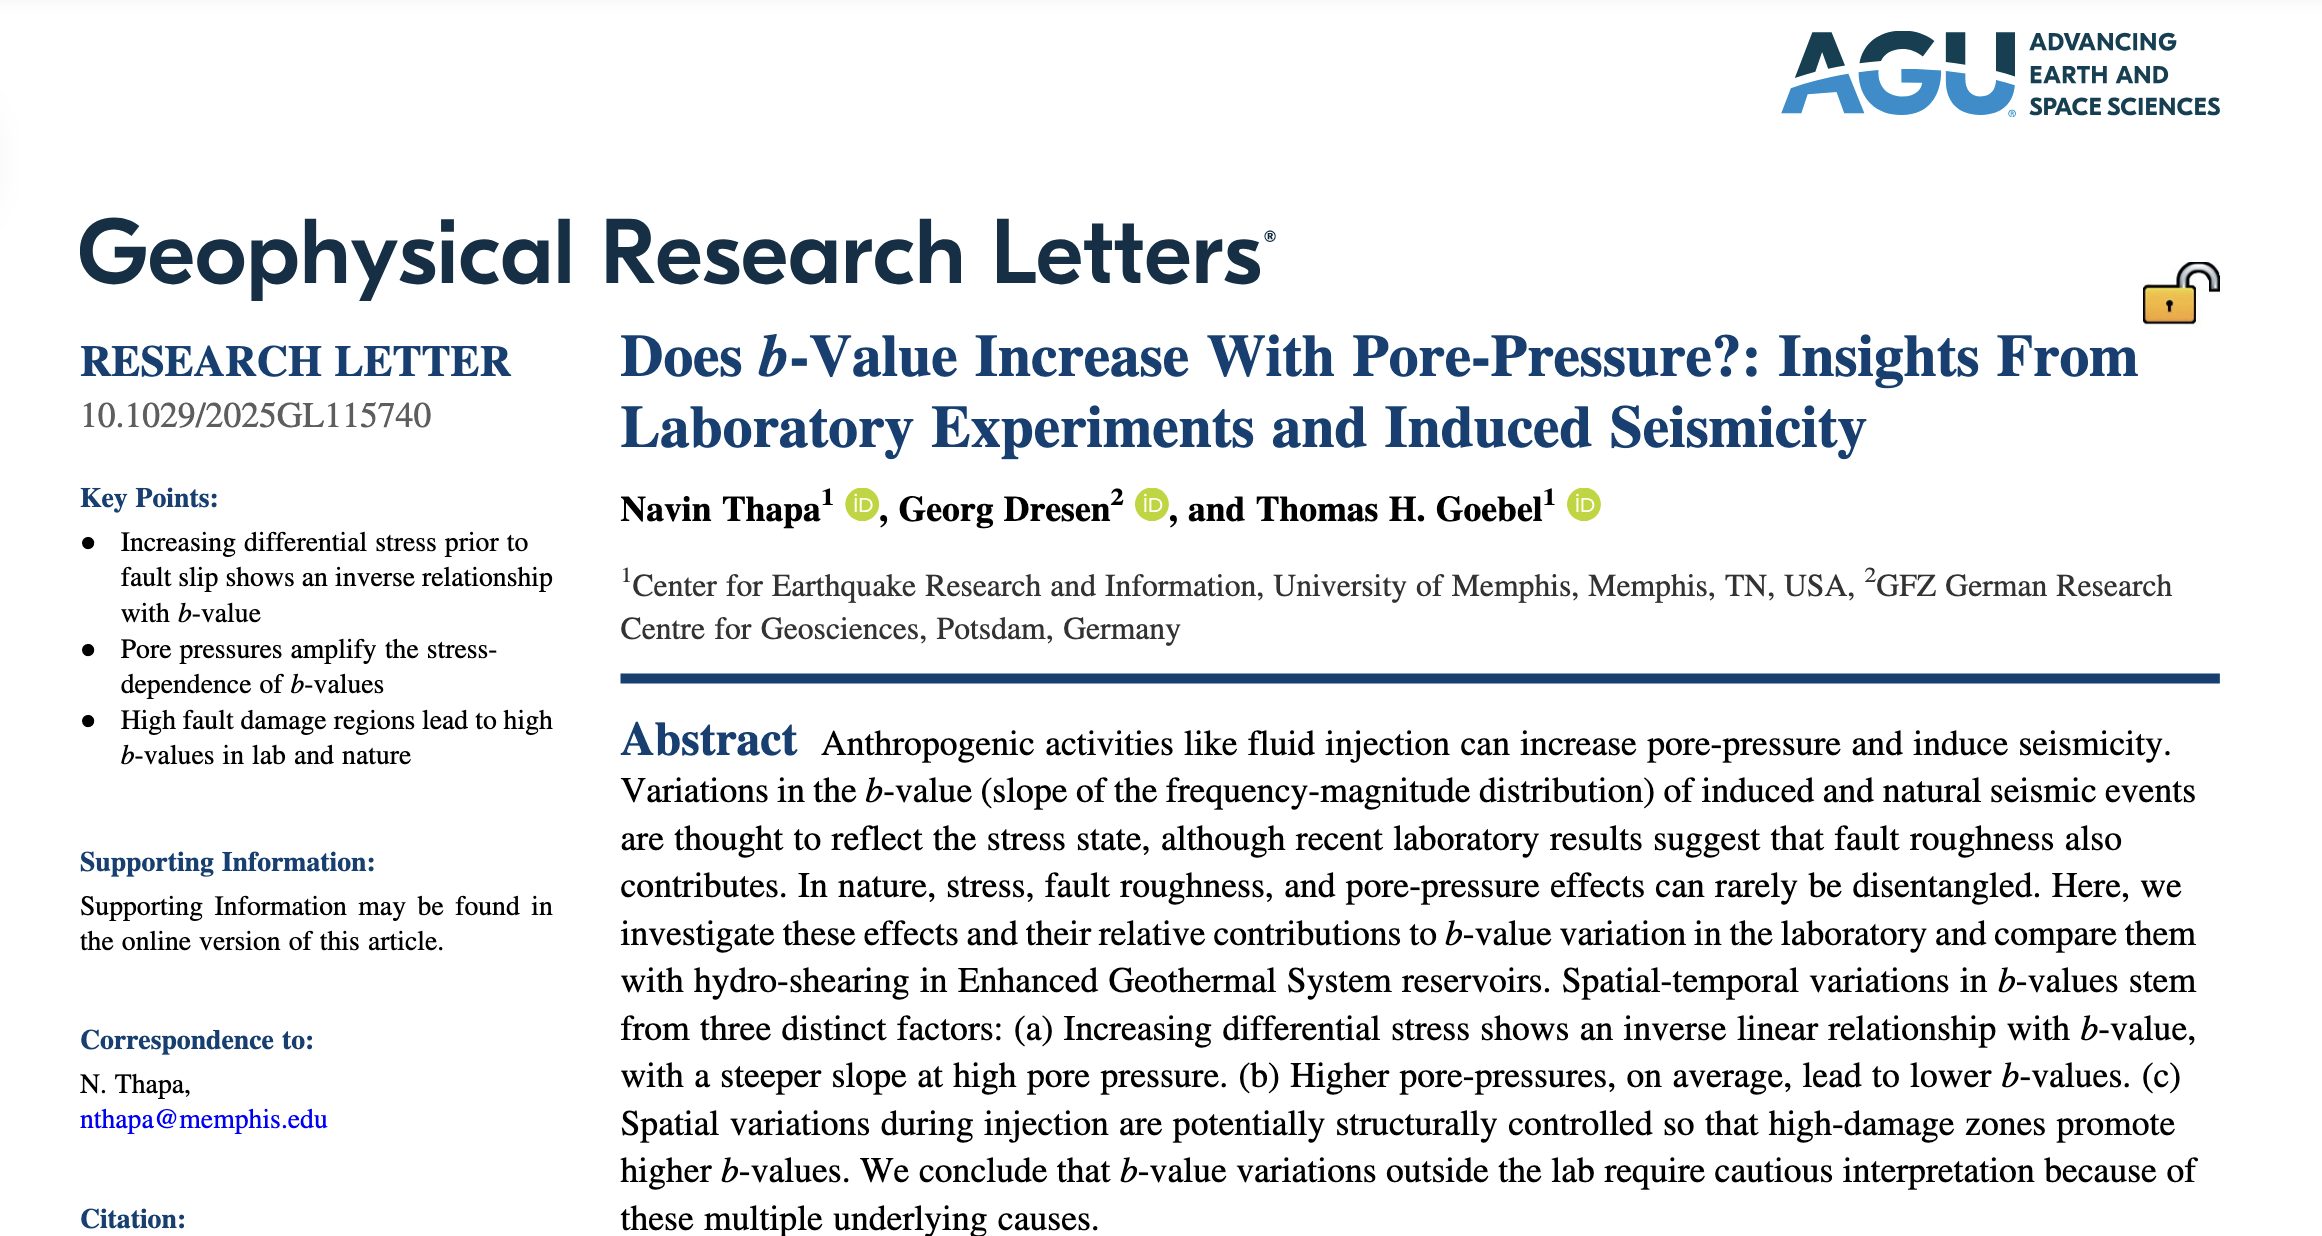 AGU® ADVANCING
EARTH AND
SPACE SCIENCES
Geophysical Research Letters®
RESEARCH LETTER
10.1029/2025GL115740
Key Points:
● Increasing differential stress prior to
fault slip shows an inverse relationship
with b-value
● Pore pressures amplify the stress-
dependence of b-values
● High fault damage regions lead to high
b-values in lab and nature
Supporting Information:
Supporting Information may be found in
the online version of this article.
Correspondence to:
N. Thapa,
nthapa@memphis.edu
Citation:
Does b-Value Increase With Pore-Pressure?: Insights From
Laboratory Experiments and Induced Seismicity
Navin Thapa¹ iD, Georg Dresen² iD, and Thomas H. Goebel¹ iD
¹Center for Earthquake Research and Information, University of Memphis, Memphis, TN, USA, ²GFZ German Research
Centre for Geosciences, Potsdam, Germany
Abstract Anthropogenic activities like fluid injection can increase pore-pressure and induce seismicity.
Variations in the b-value (slope of the frequency-magnitude distribution) of induced and natural seismic events
are thought to reflect the stress state, although recent laboratory results suggest that fault roughness also
contributes. In nature, stress, fault roughness, and pore-pressure effects can rarely be disentangled. Here, we
investigate these effects and their relative contributions to b-value variation in the laboratory and compare them
with hydro-shearing in Enhanced Geothermal System reservoirs. Spatial-temporal variations in b-values stem
from three distinct factors: (a) Increasing differential stress shows an inverse linear relationship with b-value,
with a steeper slope at high pore pressure. (b) Higher pore-pressures, on average, lead to lower b-values. (c)
Spatial variations during injection are potentially structurally controlled so that high-damage zones promote
higher b-values. We conclude that b-value variations outside the lab require cautious interpretation because of
these multiple underlying causes.